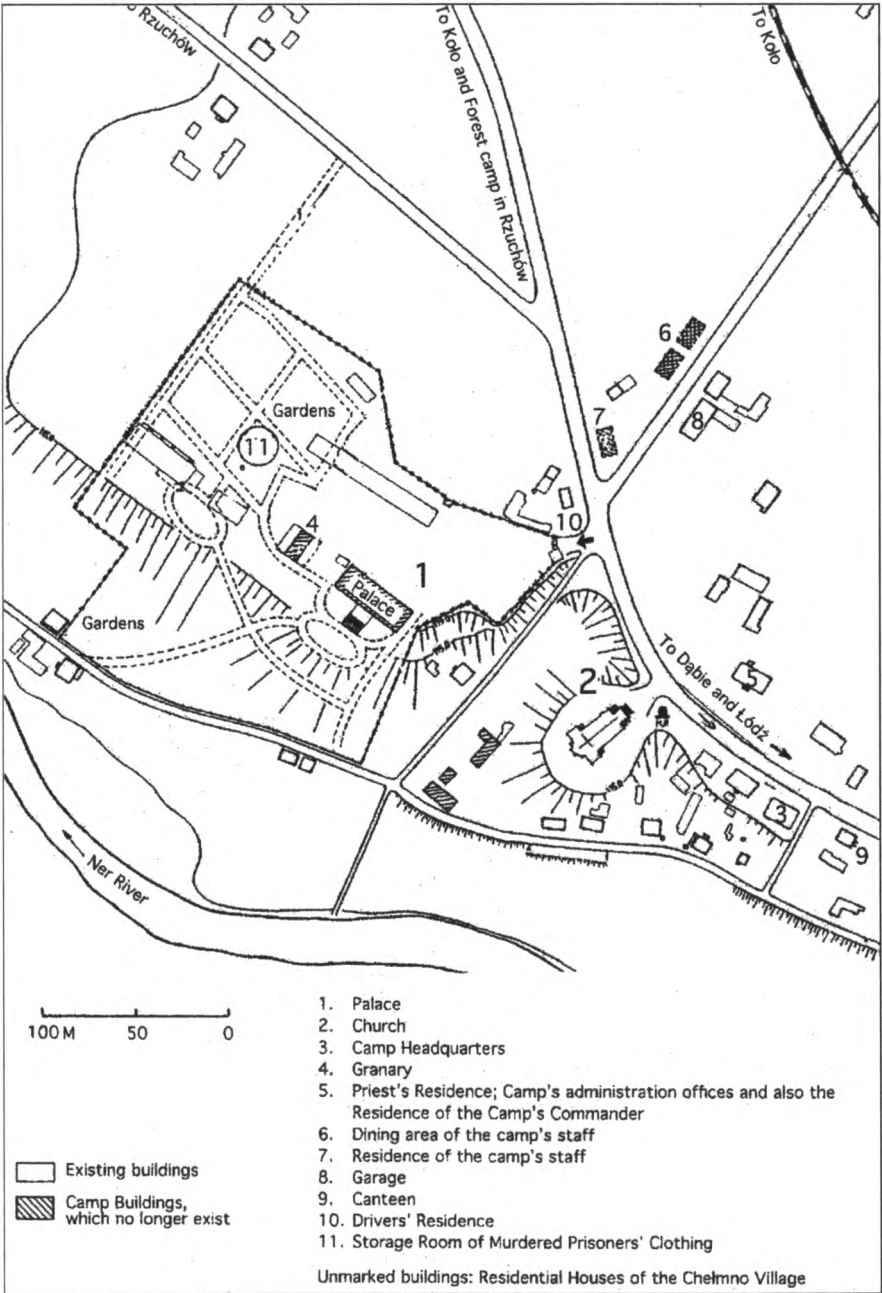 o Rzuchów
To Koło and Forest camp in Rzuchów
To Koło
6
7
8
Gardens
11
10
4
1
Palace
Gardens
2
5
To Dąbie and Łódź
3
9
Ner River
100 M 50 0
1. Palace
2. Church
3. Camp Headquarters
4. Granary
5. Priest's Residence; Camp's administration offices and also the
Residence of the Camp's Commander
6. Dining area of the camp's staff
7. Residence of the camp's staff
8. Garage
9. Canteen
10. Drivers' Residence
11. Storage Room of Murdered Prisoners' Clothing
Unmarked buildings: Residential Houses of the Chełmno Village
Existing buildings
Camp Buildings,
which no longer exist